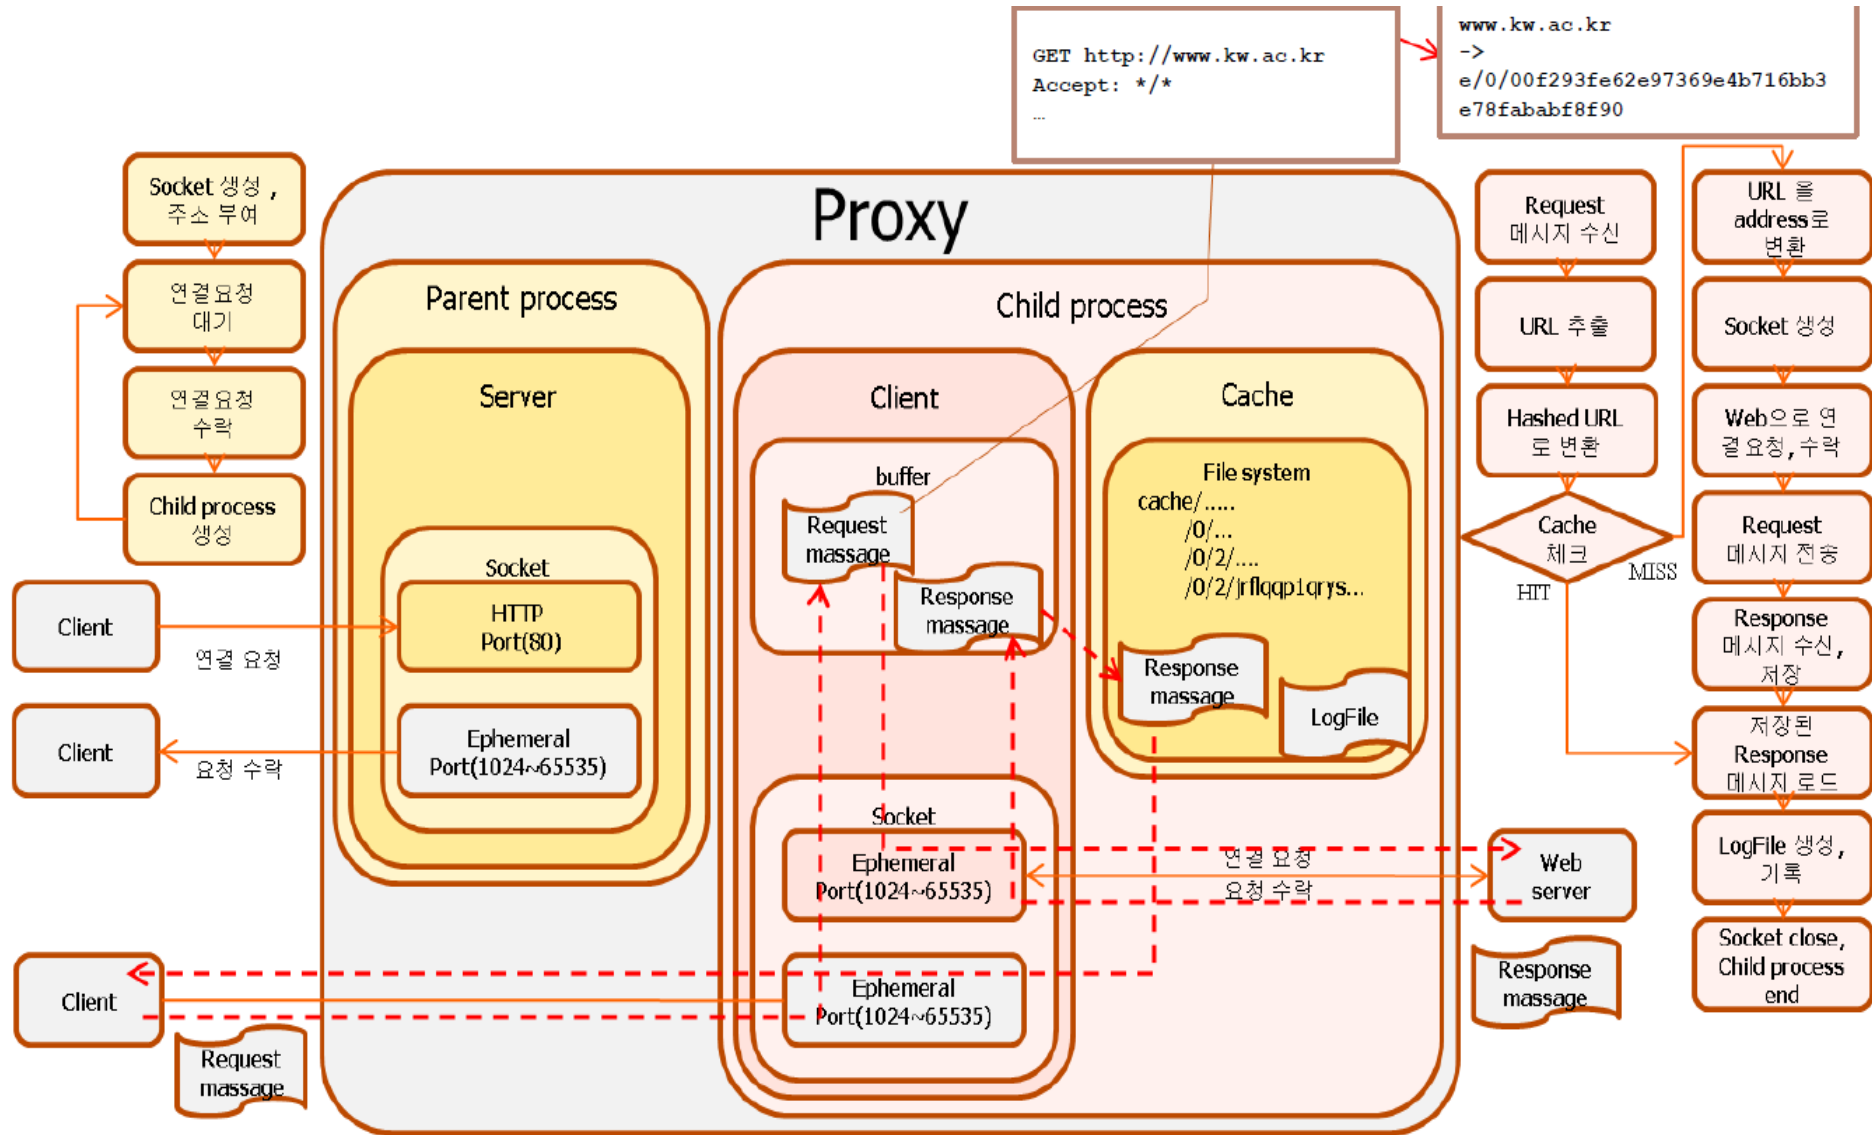 GET http://www.kw.ac.kr
Accept: */*
…
www.kw.ac.kr
->
e/0/00f293fe62e97369e4b716bb3
e78fababf8f90
Socket 생성 ,
주소 부여
연결요청
대기
연결요청
수락
Child process
생성
Proxy
Parent process
Server
Socket
HTTP
Port(80)
Ephemeral
Port(1024~65535)
Client
연결 요청
Client
요청 수락
Child process
Client
buffer
Request
massage
Response
massage
Cache
File system
cache/.....
/0/...
/0/2/....
/0/2/jrflqqp1qrys...
Response
massage
LogFile
Socket
Ephemeral
Port(1024~65535)
Ephemeral
Port(1024~65535)
연결 요청
요청 수락
Web
server
Response
massage
Client
Request
massage
Request
메시지 수신
URL 추출
Hashed URL
로 변환
Cache
체크
HIT
MISS
URL 을
address로
변환
Socket 생성
Web으로 연
결요청,수락
Request
메시지 전송
Response
메시지 수신,
저장
저장된
Response
메시지 로드
LogFile 생성,
기록
Socket close,
Child process
end